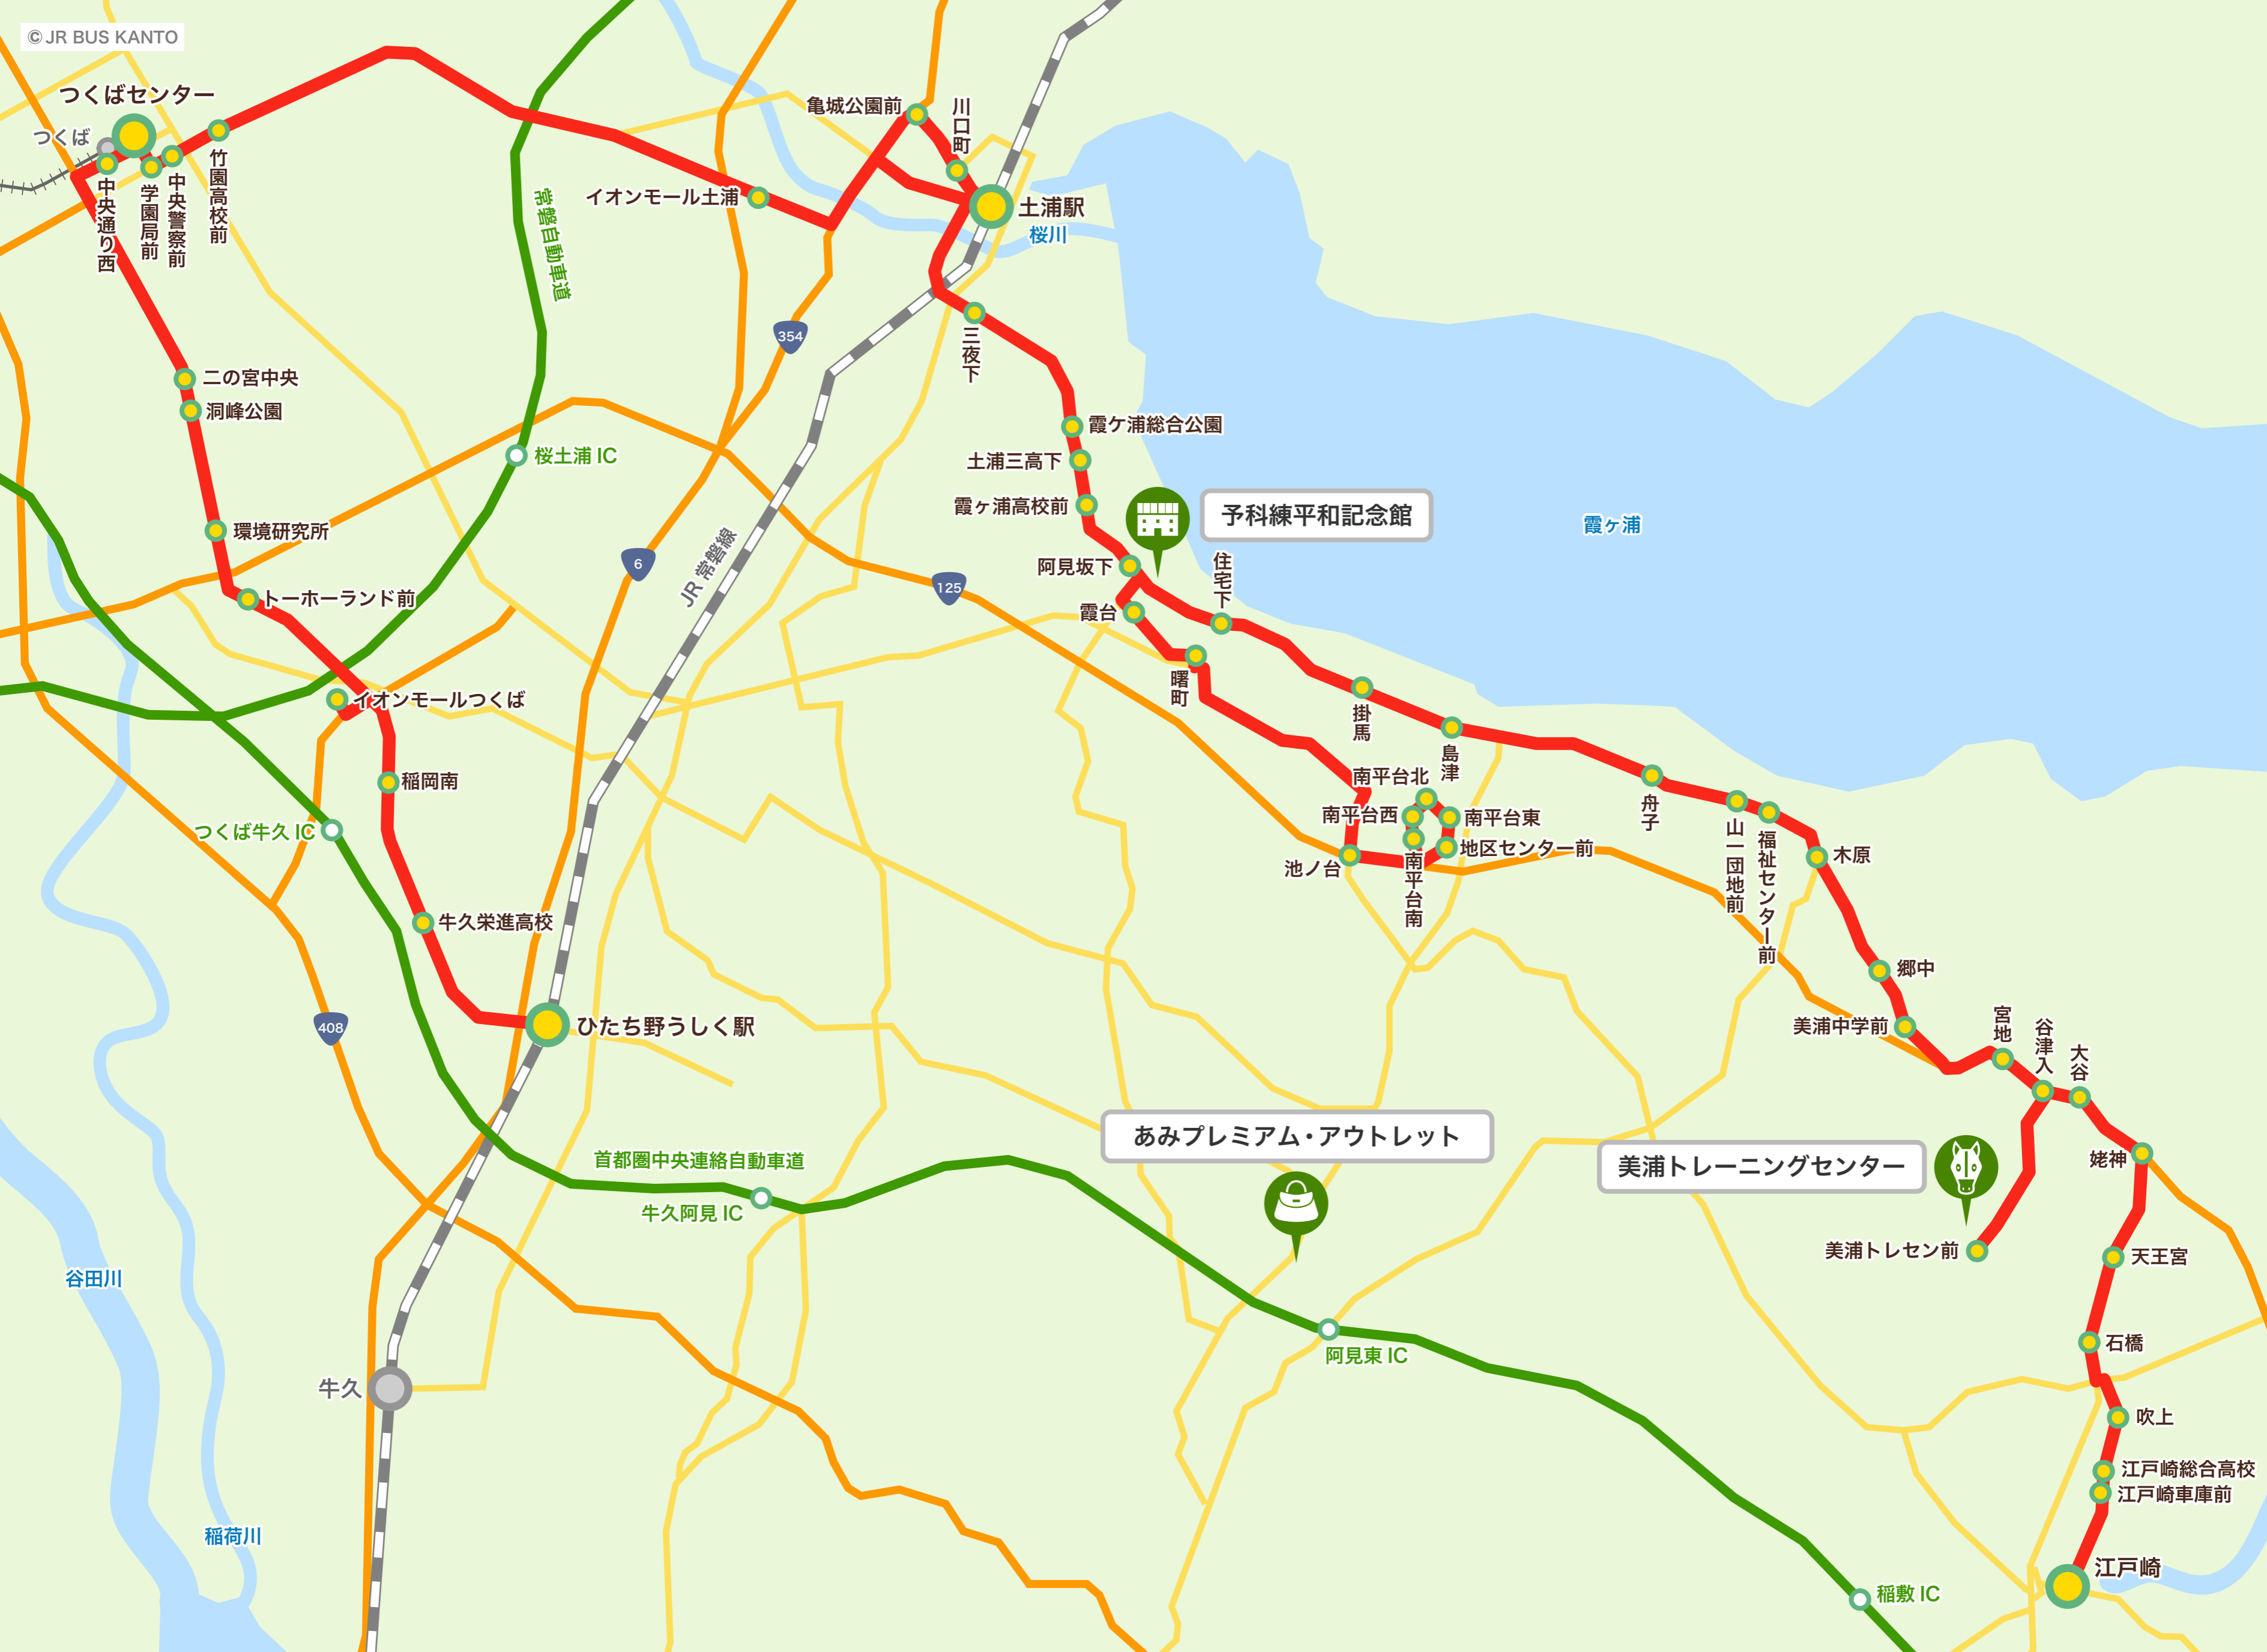 ©JR BUS KANTO
つくばセンター
つくば
中央通り西
学園局前
中央警察前
竹園高校前
常磐自動車道
イオンモール土浦
亀城公園前
川口町
土浦駅
桜川
354
三夜下
二の宮中央
洞峰公園
桜土浦 IC
霞ケ浦総合公園
土浦三高下
霞ヶ浦高校前
予科練平和記念館
霞ヶ浦
環境研究所
トーホーランド前
6
JR 常磐線
125
阿見坂下
住宅下
霞台
曙町
イオンモールつくば
掛馬
島津
稲岡南
つくば牛久 IC
南平台北
南平台西
南平台東
地区センター前
池ノ台
南平台南
舟子
山一団地前
福祉センター前
木原
牛久栄進高校
郷中
408
ひたち野うしく駅
美浦中学前
宮地
谷津入
大谷
あみプレミアム・アウトレット
首都圏中央連絡自動車道
美浦トレーニングセンター
姥神
牛久阿見 IC
美浦トレセン前
天王宮
谷田川
阿見東 IC
石橋
牛久
吹上
江戸崎総合高校
江戸崎車庫前
稲荷川
江戸崎
稲敷 IC